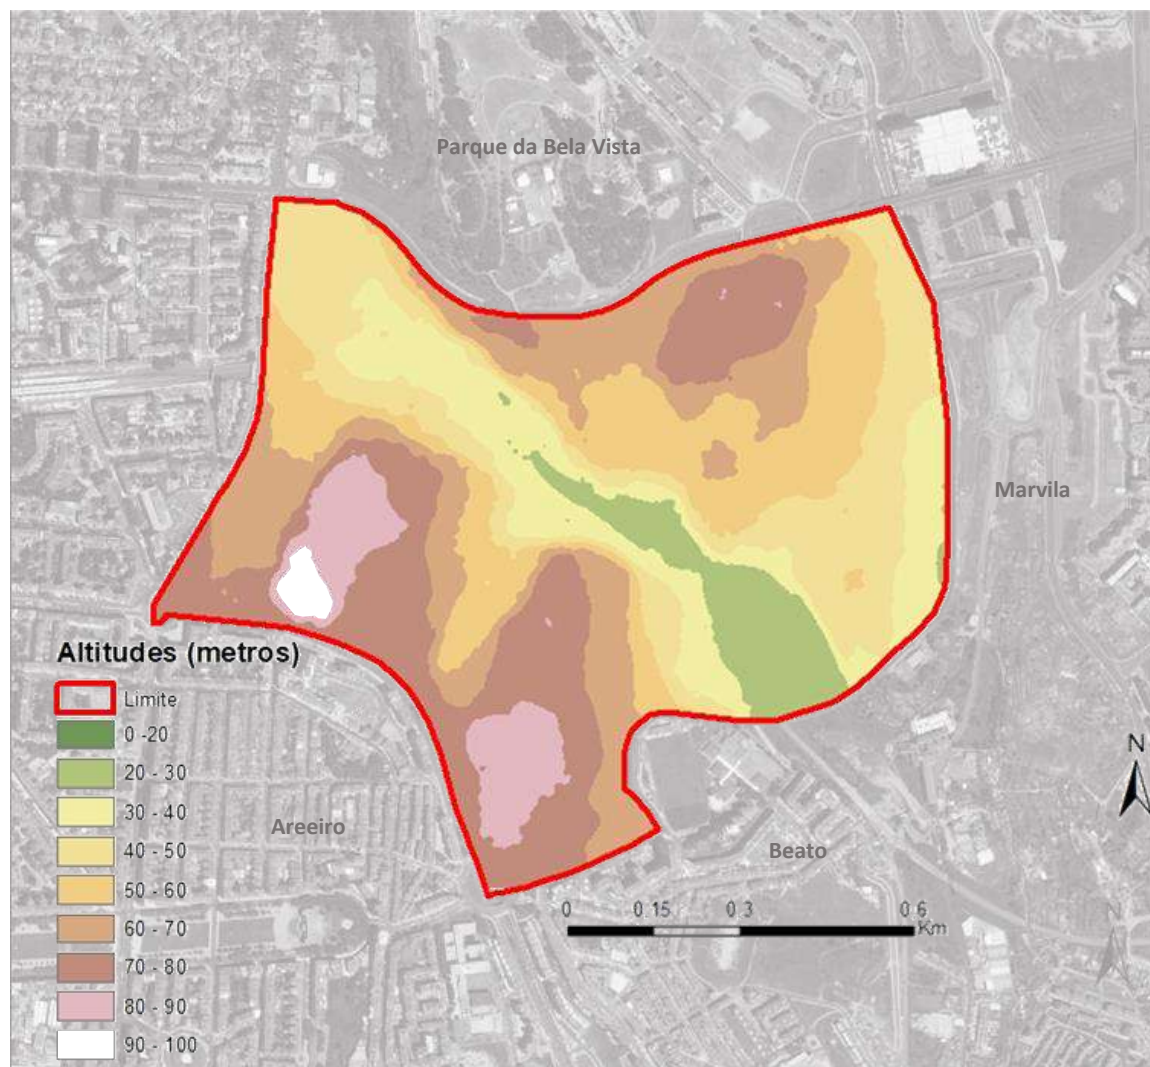 Parque da Bela Vista
Marvila
Altitudes (metros)
Limite
0 -20
20 - 30
30 - 40
40 - 50
50 - 60
60 - 70
70 - 80
80 - 90
90 - 100
Areeiro
Beato
N
0 0.15 0.3 0.6
Km
N